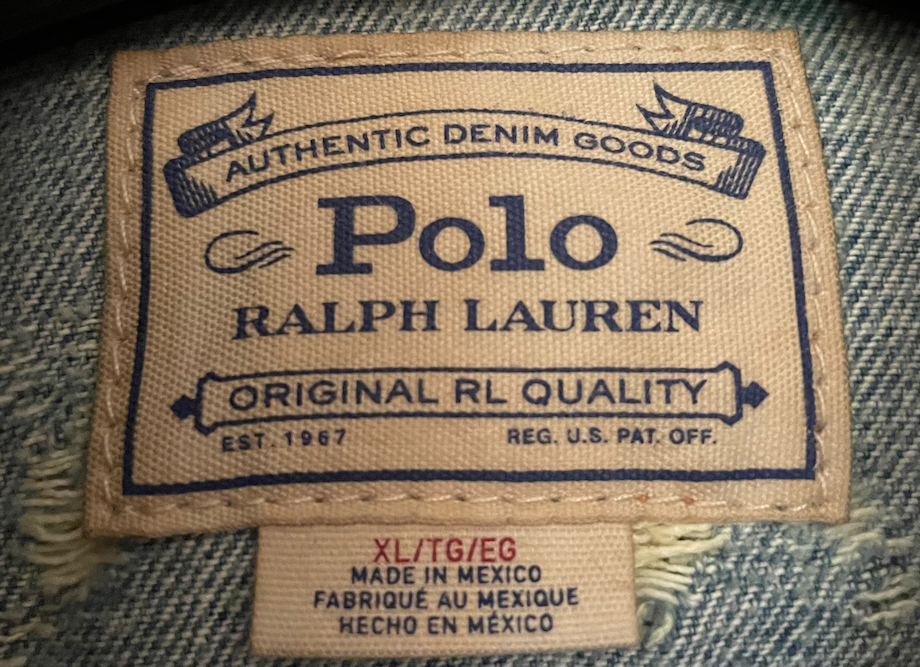 AUTHENTIC DENIM GOODS
Polo
RALPH LAUREN
ORIGINAL RL QUALITY
EST. 1967 REG. U.S. PAT. OFF.
XL/TG/EG
MADE IN MEXICO
FABRIQUÉ AU MEXIQUE
HECHO EN MÉXICO